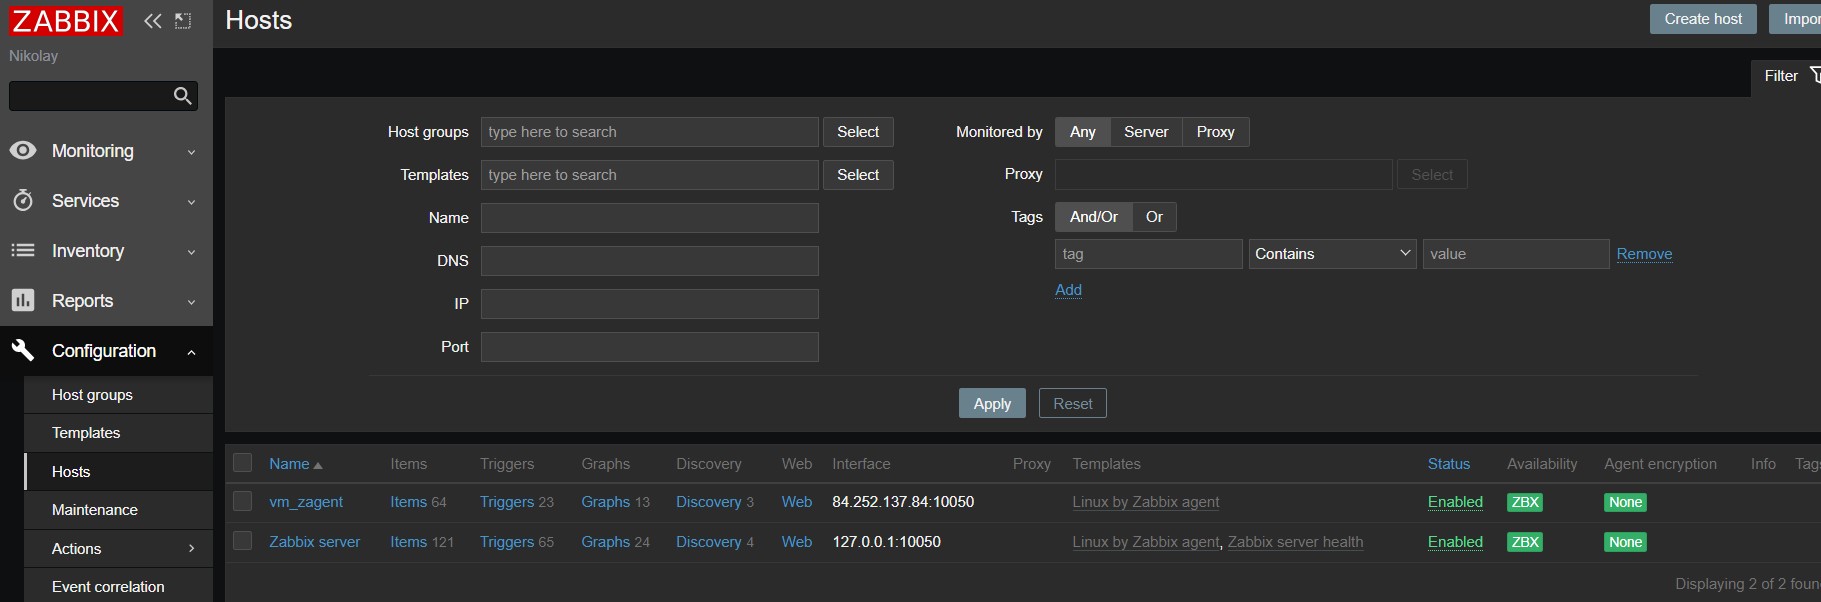 ZABBIX
Nikolay
Monitoring
Services
Inventory
Reports
Configuration
Host groups
Templates
Hosts
Maintenance
Actions
Event correlation
Hosts
Create host Impor
Filter
Host groups type here to search Select
Templates type here to search Select
Name
DNS
IP
Port
Monitored by Any Server Proxy
Proxy Select
Tags And/Or Or
tag Contains value Remove
Add
Apply Reset
Name Items Triggers Graphs Discovery Web Interface Proxy Templates Status Availability Agent encryption Info Tags
vm_zagent Items 64 Triggers 23 Graphs 13 Discovery 3 Web 84.252.137.84:10050 Linux by Zabbix agent Enabled ZBX None
Zabbix server Items 121 Triggers 65 Graphs 24 Discovery 4 Web 127.0.0.1:10050 Linux by Zabbix agent, Zabbix server health Enabled ZBX None
Displaying 2 of 2 foun